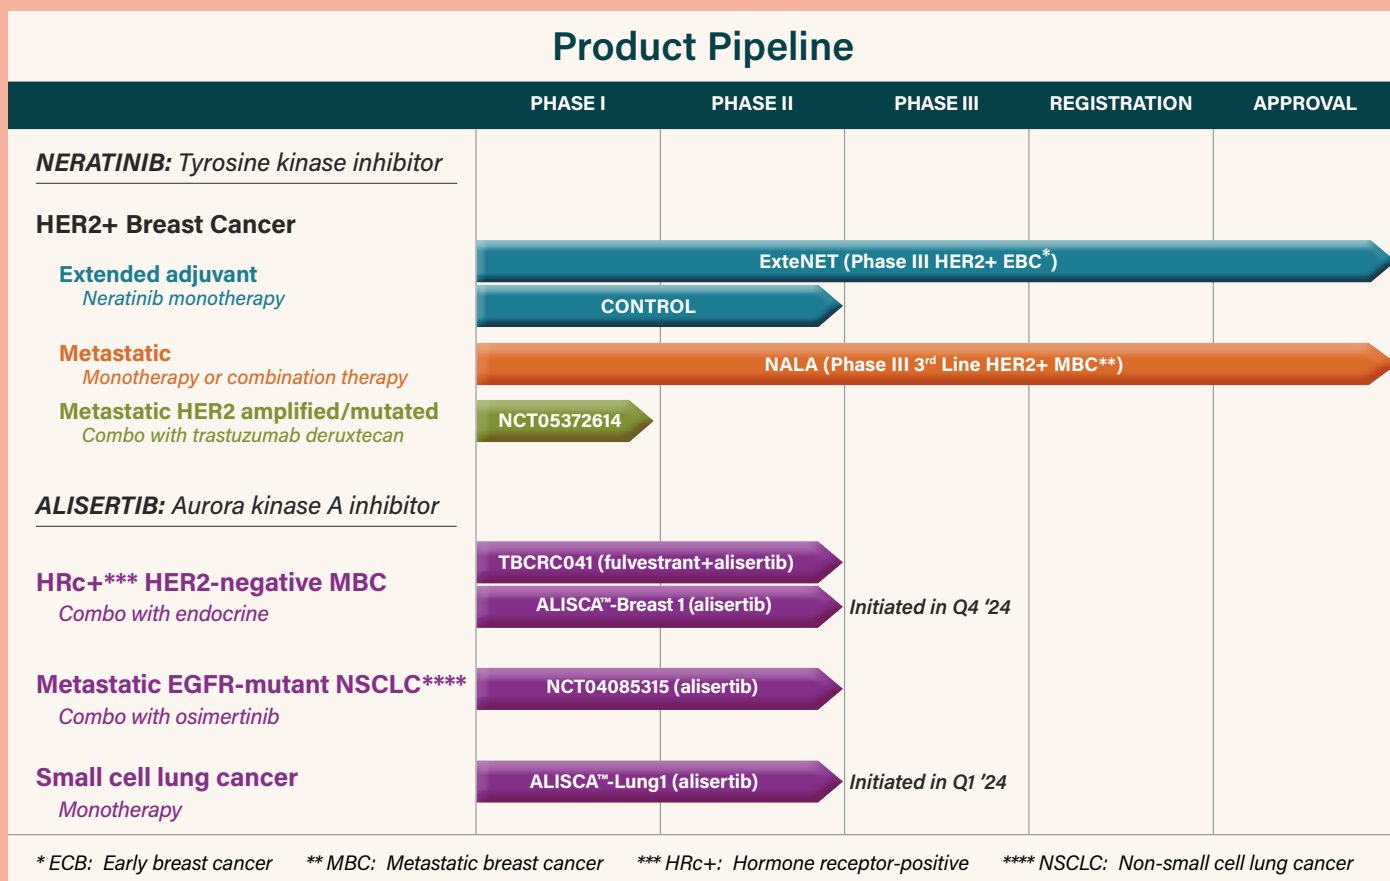 Product Pipeline
PHASE I PHASE II PHASE III REGISTRATION APPROVAL
NERATINIB: Tyrosine kinase inhibitor
HER2+ Breast Cancer
ExteNET (Phase III HER2+ EBC*)
Extended adjuvant
Neratinib monotherapy
CONTROL
Metastatic
NALA (Phase III 3rd Line HER2+ MBC**)
Monotherapy or combination therapy
Metastatic HER2 amplified/mutated
NCT05372614
Combo with trastuzumab deruxtecan
ALISERTIB: Aurora kinase A inhibitor
TBCRC041 (fulvestrant+alisertib)
HRc+*** HER2-negative MBC
ALISCA™-Breast 1 (alisertib) Initiated in Q4 '24
Combo with endocrine
Metastatic EGFR-mutant NSCLC****
NCT04085315 (alisertib)
Combo with osimertinib
Small cell lung cancer
ALISCA™-Lung1 (alisertib) Initiated in Q1 '24
Monotherapy
* ECB: Early breast cancer ** MBC: Metastatic breast cancer *** HRc+: Hormone receptor-positive **** NSCLC: Non-small cell lung cancer